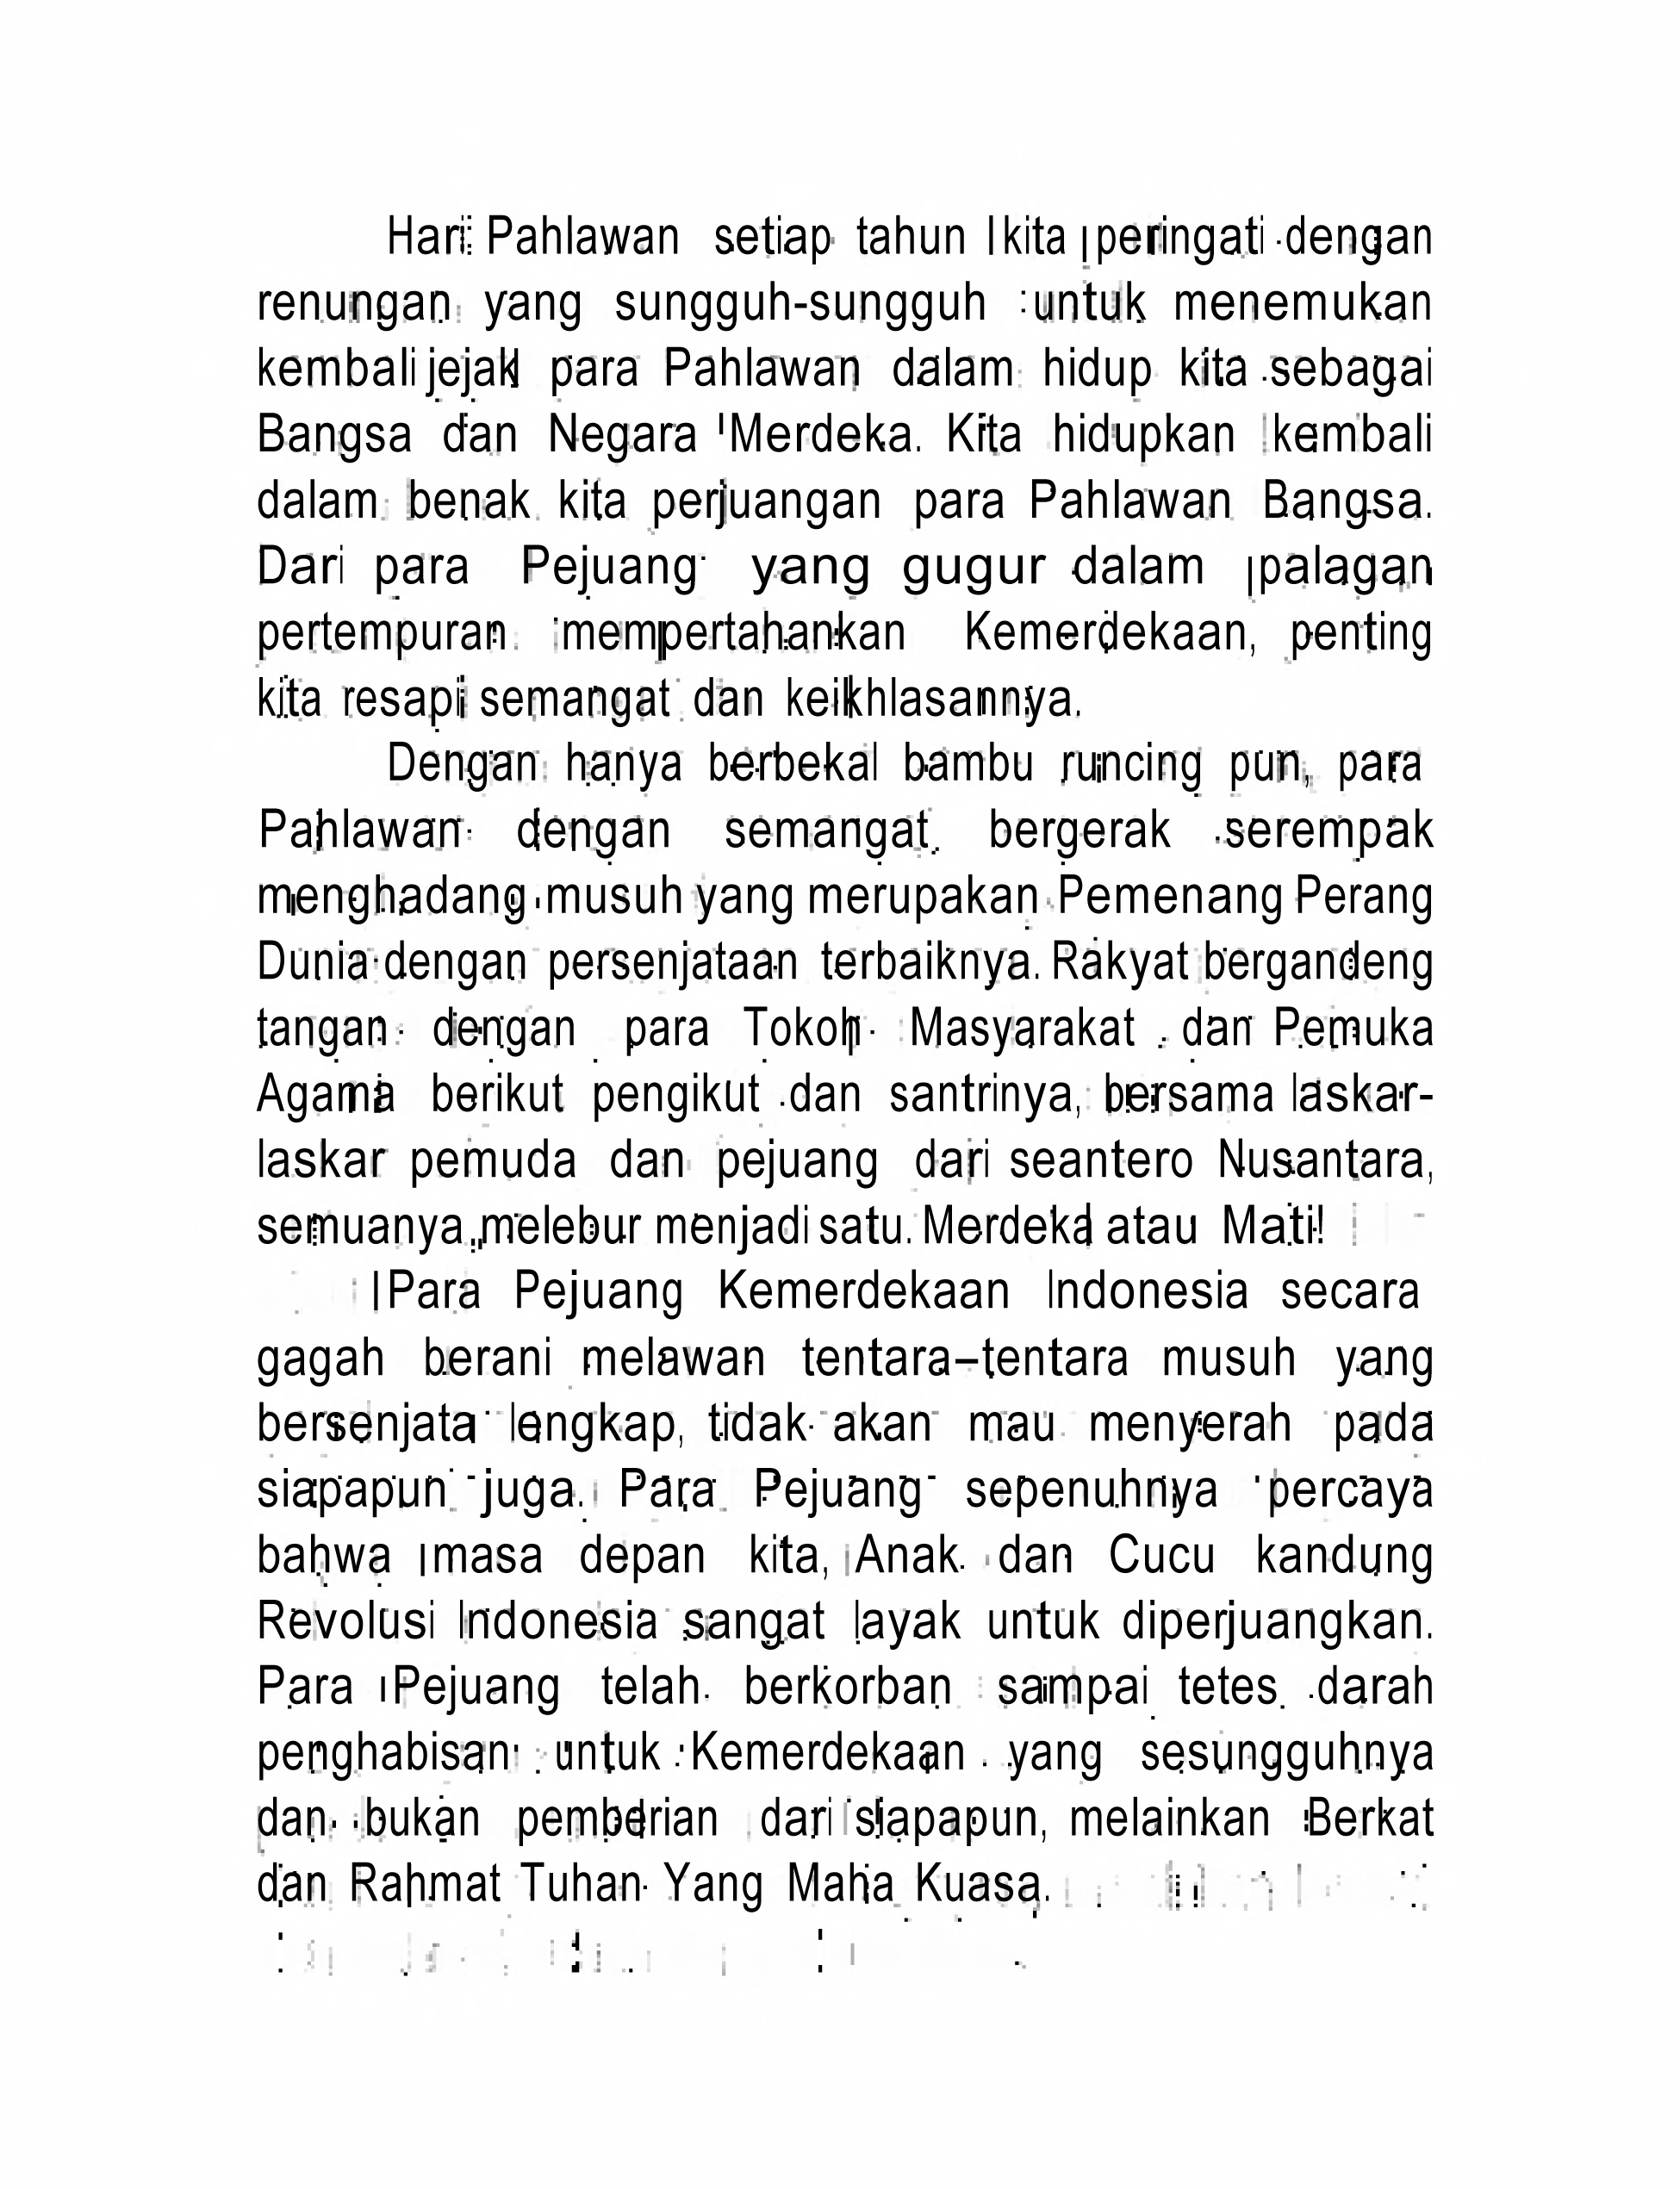 Hari Pahlawan setiap tahun kita peringati dengan
renungan yang sungguh-sungguh untuk menemukan
kembali jejak para Pahlawan dalam hidup kita sebagai
Bangsa dan Negara Merdeka. Kita hidupkan kembali
dalam benak kita perjuangan para Pahlawan Bangsa.
Dari para Pejuang yang gugur dalam palagan
pertempuran mempertahankan Kemerdekaan, penting
kita resapi semangat dan keikhlasannya.
Dengan hanya berbekal bambu runcing pun, para
Pahlawan dengan semangat bergerak serempak
menghadang musuh yang merupakan Pemenang Perang
Dunia dengan persenjataan terbaiknya. Rakyat bergandeng
tangan dengan para Tokoh Masyarakat dan Pemuka
Agama berikut pengikut dan santrinya, bersama laskar-
laskar pemuda dan pejuang dari seantero Nusantara,
semuanya melebur menjadi satu. Merdeka atau Mati!
Para Pejuang Kemerdekaan Indonesia secara
gagah berani melawan tentara–tentara musuh yang
bersenjata lengkap, tidak akan mau menyerah pada
siapapun juga. Para Pejuang sepenuhnya percaya
bahwa masa depan kita, Anak dan Cucu kandung
Revolusi Indonesia sangat layak untuk diperjuangkan.
Para Pejuang telah berkorban sampai tetes darah
penghabisan untuk Kemerdekaan yang sesungguhnya
dan bukan pemberian dari siapapun, melainkan Berkat
dan Rahmat Tuhan Yang Maha Kuasa.